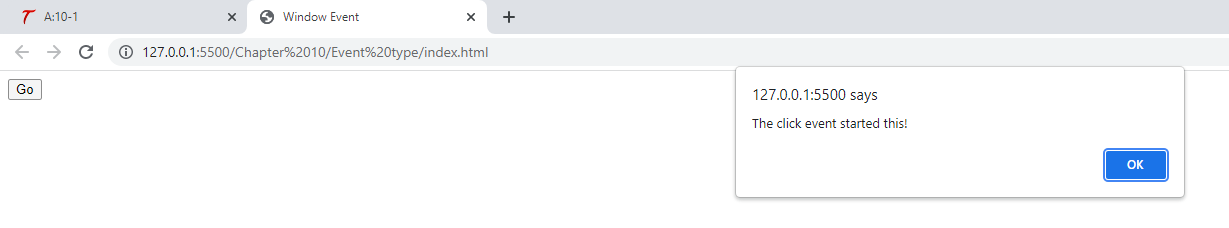 A:10-1
Window Event
127.0.0.1:5500/Chapter%2010/Event%20type/index.html
Go
127.0.0.1:5500 says
The click event started this!
OK